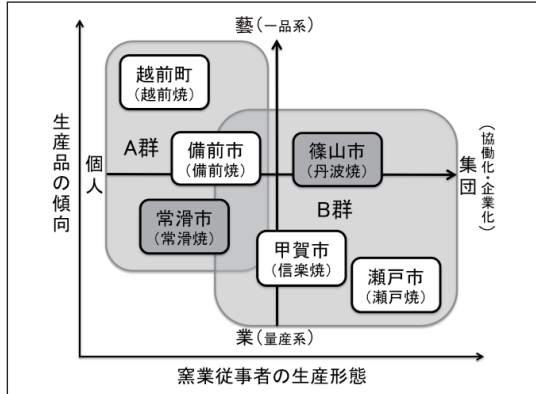 藝(一品系)
越前町
(越前焼)
A群
備前市
(備前焼)
篠山市
(丹波焼)
生産品の傾向
個人
集団
(協働化・企業化)
常滑市
(常滑焼)
B群
甲賀市
(信楽焼)
瀬戸市
(瀬戸焼)
業(量産系)
窯業従事者の生産形態